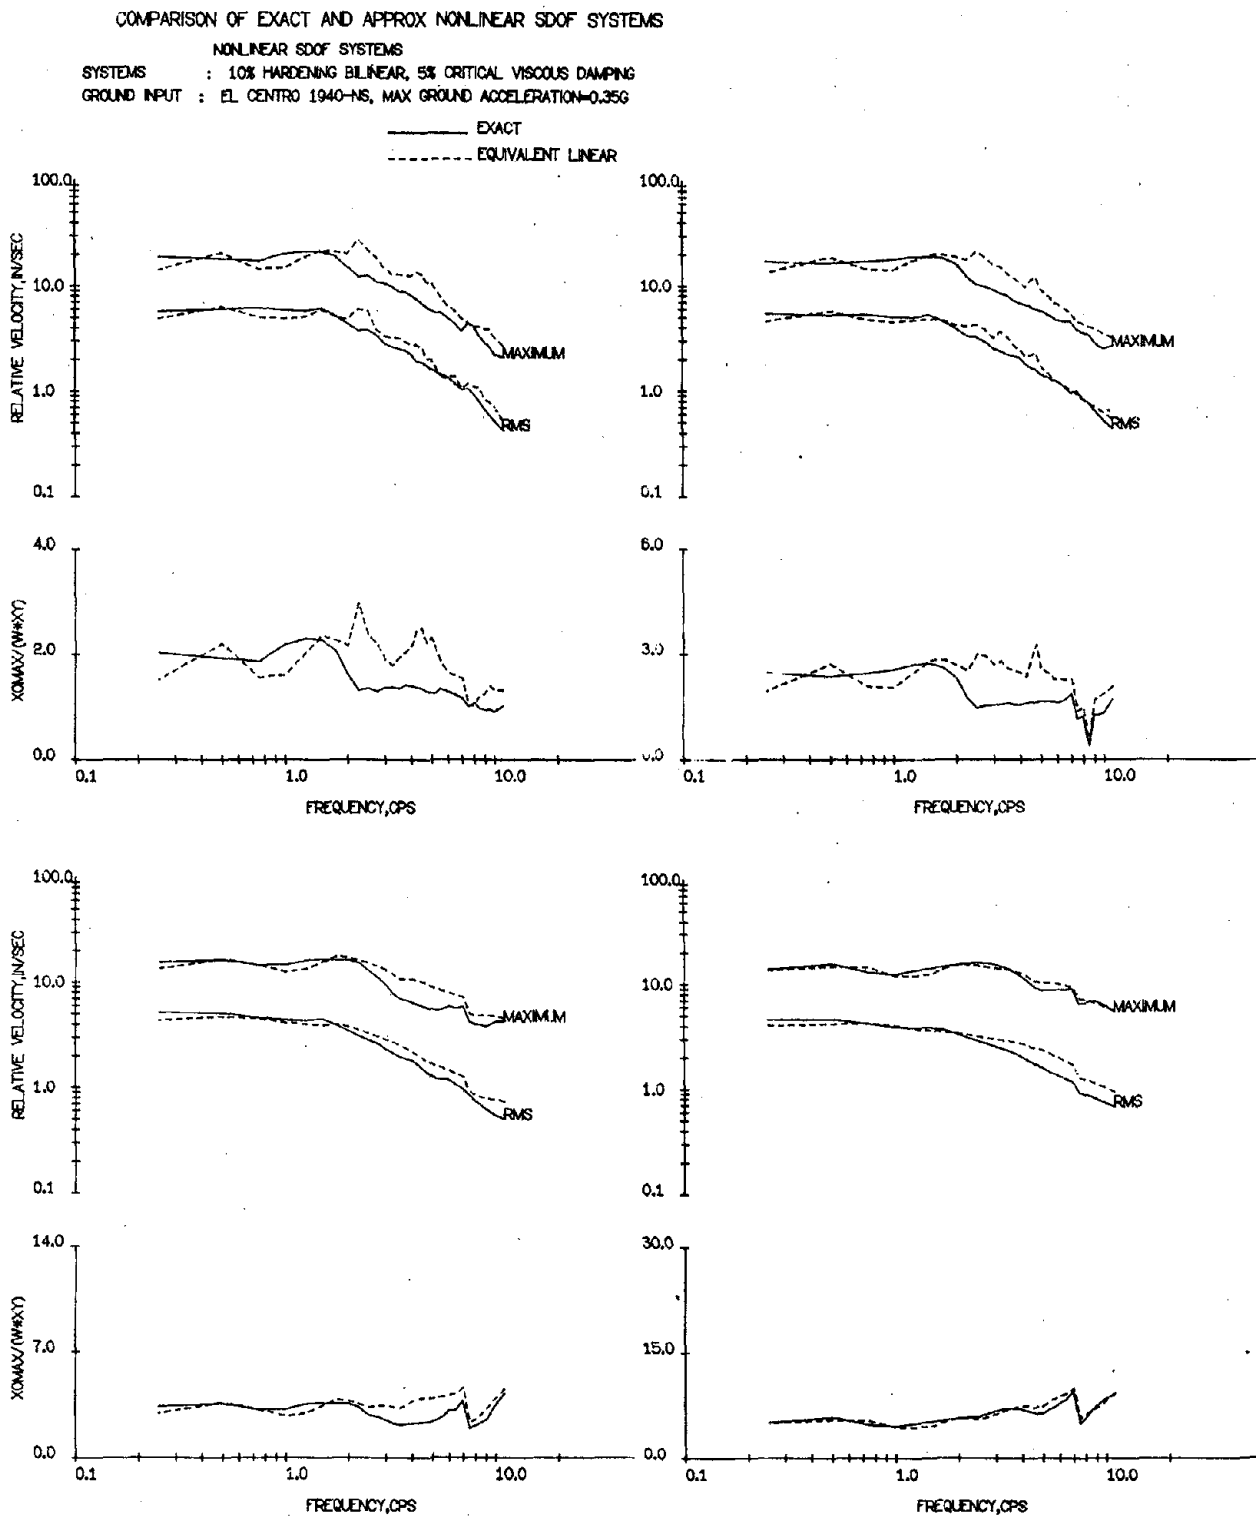 COMPARISON OF EXACT AND APPROX NONLINEAR SDOF SYSTEMS
NONLINEAR SDOF SYSTEMS
SYSTEMS : 10% HARDENING BILINEAR, 5% CRITICAL VISCOUS DAMPING
GROUND INPUT : EL CENTRO 1940-NS, MAX GROUND ACCELERATION=0.35G
EXACT
EQUIVALENT LINEAR
100.0
10.0
1.0
0.1
RELATIVE VELOCITY,IN/SEC
MAXIMUM
RMS
4.0
2.0
0.0
XOMAX/(W*XY)
0.1 1.0 10.0
FREQUENCY,CPS
100.0
10.0
1.0
0.1
MAXIMUM
RMS
6.0
3.0
0.0
0.1 1.0 10.0
FREQUENCY,CPS
100.0
10.0
1.0
0.1
RELATIVE VELOCITY,IN/SEC
MAXIMUM
RMS
14.0
7.0
0.0
XOMAX/(W*XY)
0.1 1.0 10.0
FREQUENCY,CPS
100.0
10.0
1.0
0.1
MAXIMUM
RMS
30.0
15.0
0.0
0.1 1.0 10.0
FREQUENCY,CPS